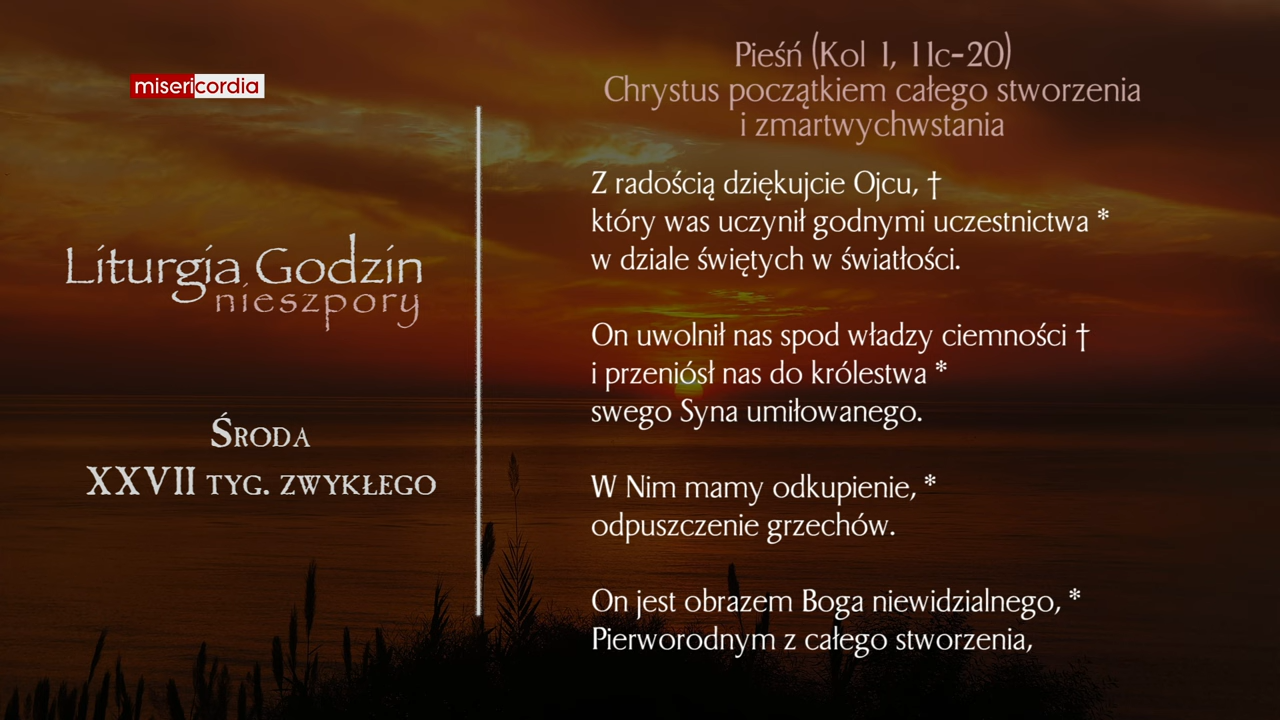 misericordia
Liturgia Godzin
nieszpory
Środa
XXVII tyg. zwykłego
Pieśń (Kol 1, 11c-20)
Chrystus początkiem całego stworzenia
i zmartwychwstania
Z radością dziękujcie Ojcu, †
który was uczynił godnymi uczestnictwa *
w dziale świętych w światłości.
On uwolnił nas spod władzy ciemności †
i przeniósł nas do królestwa *
swego Syna umiłowanego.
W Nim mamy odkupienie, *
odpuszczenie grzechów.
On jest obrazem Boga niewidzialnego, *
Pierworodnym z całego stworzenia,